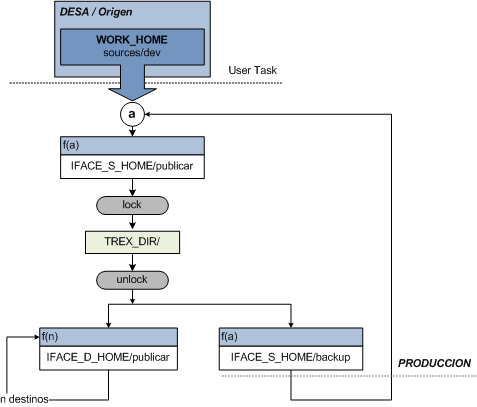 DESA / Origen
WORK_HOME
sources/dev
User Task
a
f(a)
IFACE_S_HOME/publicar
lock
TREX_DIR/
unlock
f(n)
IFACE_D_HOME/publicar
f(a)
IFACE_S_HOME/backup
PRODUCCION
n destinos